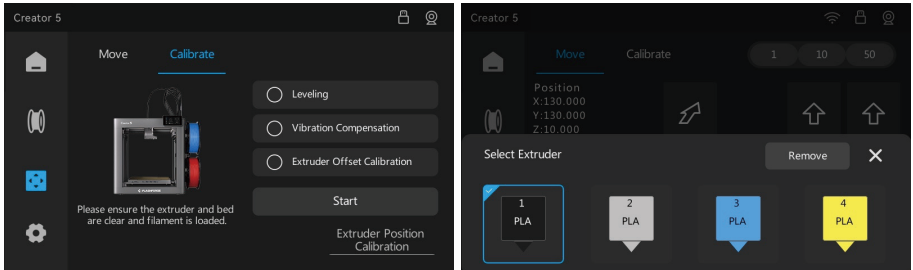 Creator 5
Move
Calibrate
Leveling
Vibration Compensation
Extruder Offset Calibration
Start
Please ensure the extruder and bed
are clear and filament is loaded.
Extruder Position
Calibration
Creator 5
Move
Calibrate
1
10
50
Position
X:130.000
Y:130.000
Z:10.000
Select Extruder
Remove
1
PLA
2
PLA
3
PLA
4
PLA